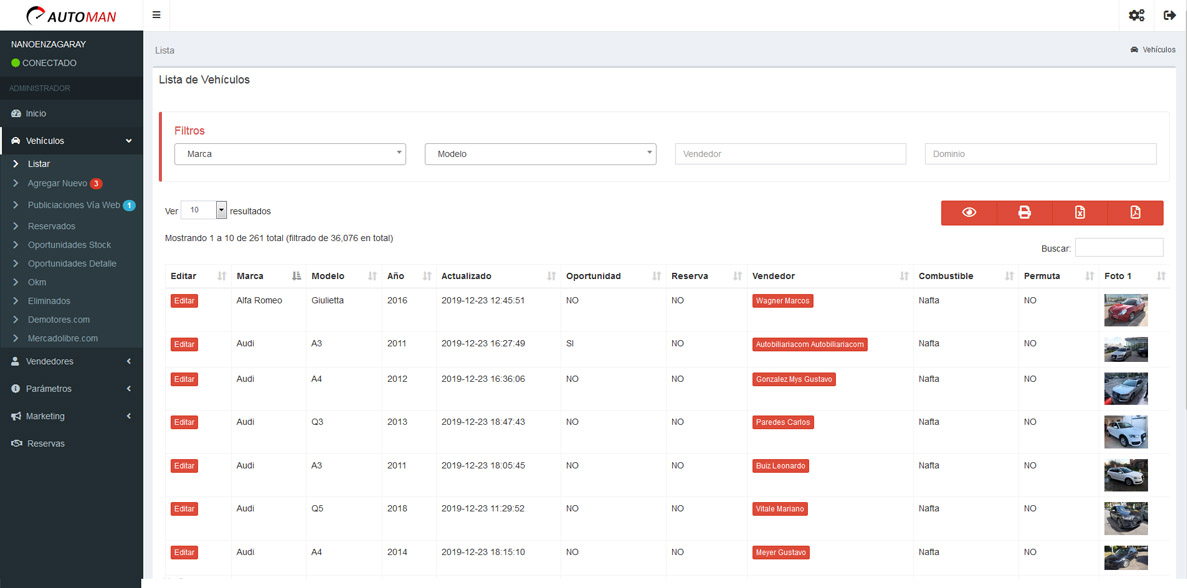 AUTOMAN
NANOENZAGARAY
CONECTADO
ADMINISTRADOR
Inicio
Vehículos
Listar
Agregar Nuevo 3
Publiciaciones Vía Web 1
Reservados
Oportunidades Stock
Oportunidades Detalle
Okm
Eliminados
Demotores.com
Mercadolibre.com
Vendedores
Parámetros
Marketing
Reservas
Lista
Vehículos
Lista de Vehículos
Filtros
Marca Modelo Vendedor Dominio
Ver 10 resultados
Mostrando 1 a 10 de 261 total (filtrado de 36,076 en total)
Buscar:
Editar Marca Modelo Año Actualizado Oportunidad Reserva Vendedor Combustible Permuta Foto 1
Editar Alfa Romeo Giulietta 2016 2019-12-23 12:45:51 NO NO Wagner Marcos Nafta NO
Editar Audi A3 2011 2019-12-23 16:27:49 SI NO Autobiliariacom Autobiliariacom Nafta NO
Editar Audi A4 2012 2019-12-23 16:36:06 NO NO Gonzalez Mys Gustavo Nafta NO
Editar Audi Q3 2013 2019-12-23 18:47:43 NO NO Paredes Carlos Nafta NO
Editar Audi A3 2011 2019-12-23 18:05:45 NO NO Buiz Leonardo Nafta NO
Editar Audi Q5 2018 2019-12-23 11:29:52 NO NO Vitale Mariano Nafta NO
Editar Audi A4 2014 2019-12-23 18:15:10 NO NO Meyer Gustavo Nafta NO